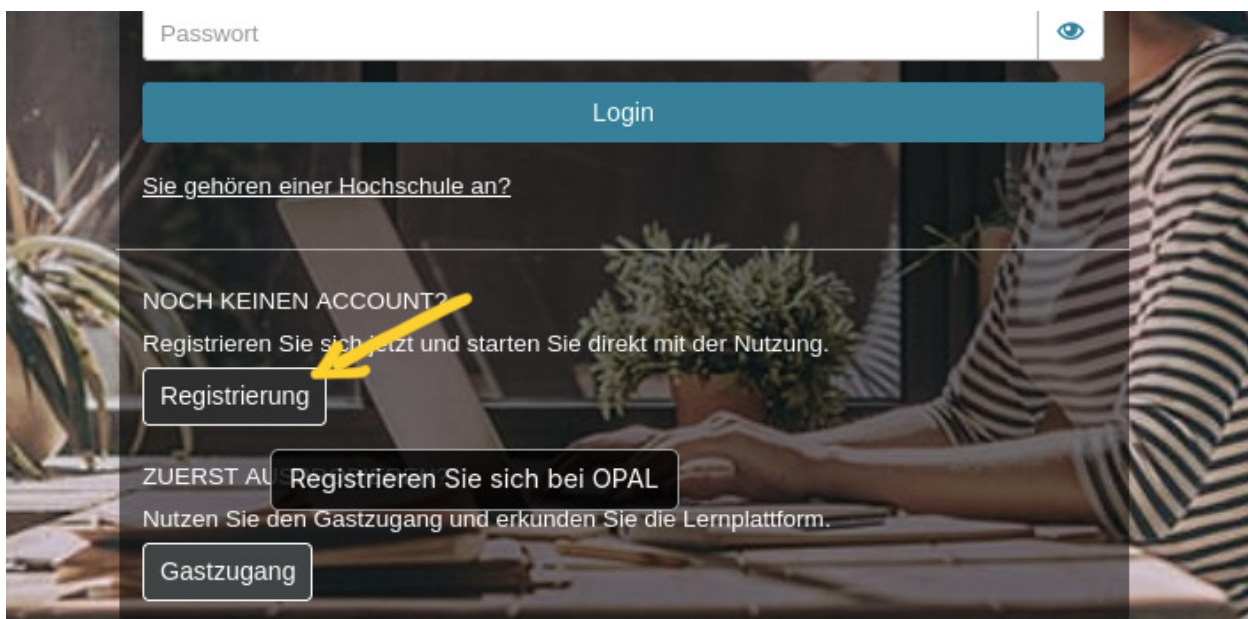 Passwort
Login
Sie gehören einer Hochschule an?
NOCH KEINEN ACCOUNT?
Registrieren Sie sich jetzt und starten Sie direkt mit der Nutzung.
Registrierung
ZUERST
Registrieren Sie sich bei OPAL
Nutzen Sie den Gastzugang und erkunden Sie die Lernplattform.
Gastzugang